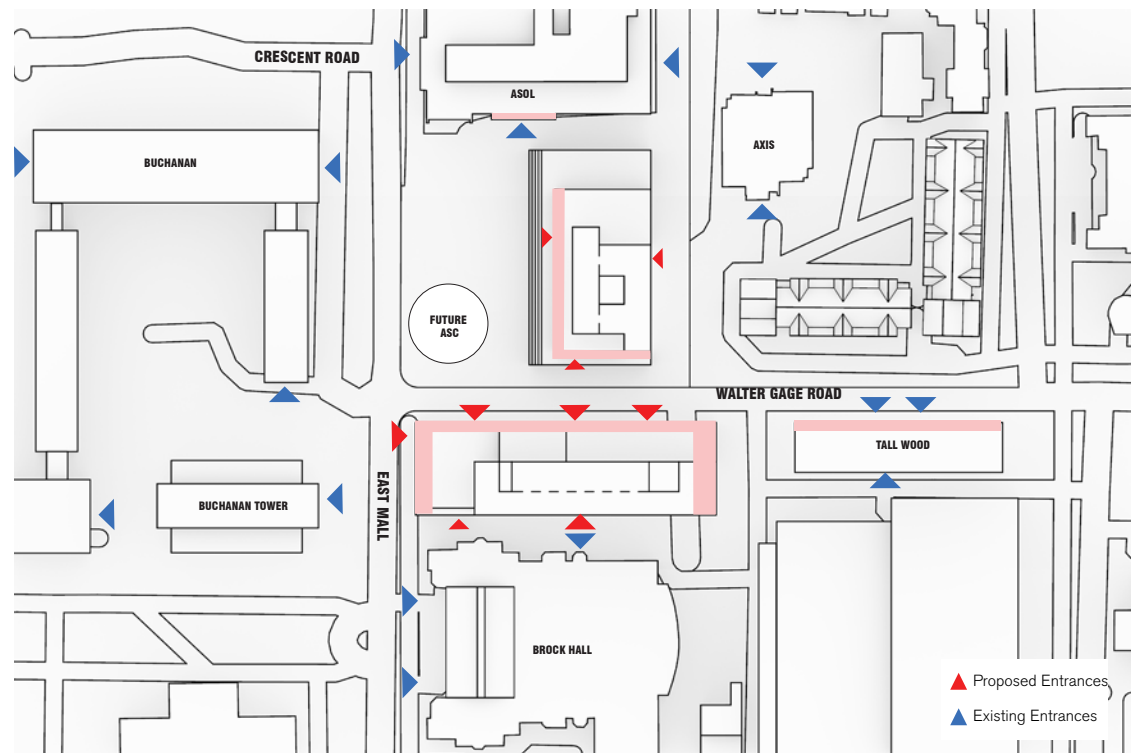 CRESCENT ROAD
ASOL
BUCHANAN
AXIS
FUTURE
ASC
WALTER GAGE ROAD
TALL WOOD
EAST MALL
BUCHANAN TOWER
BROCK HALL
Proposed Entrances
Existing Entrances